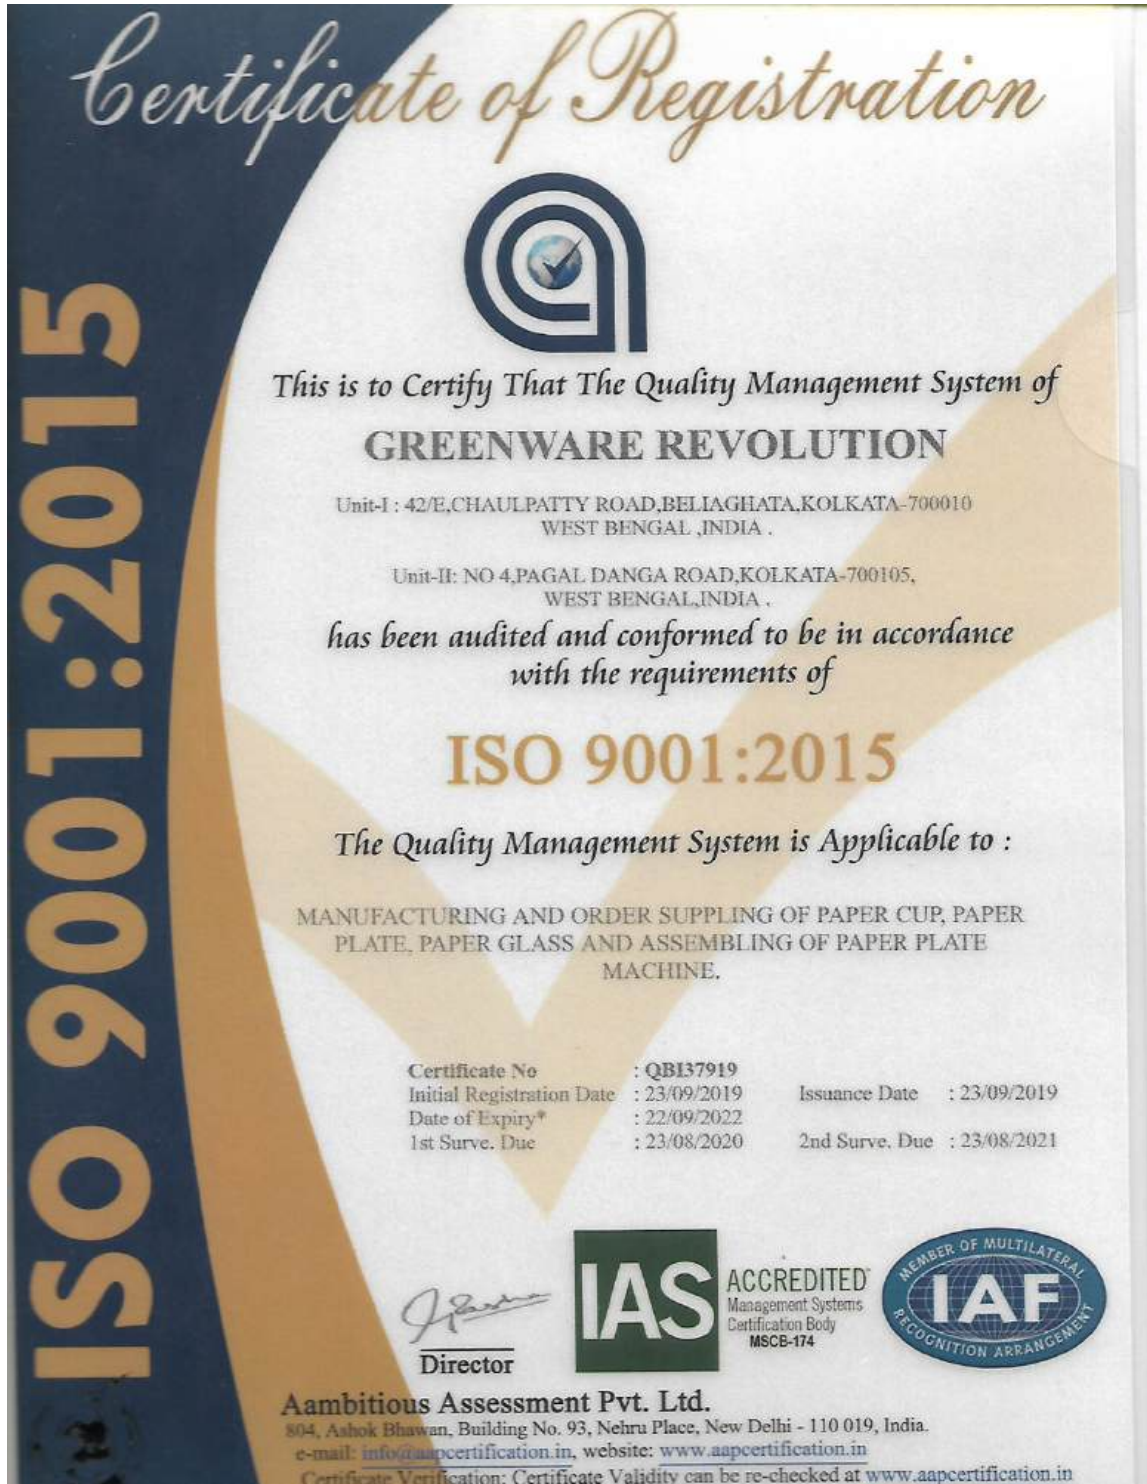 Certificate of Registration
ISO 9001:2015
This is to Certify That The Quality Management System of
GREENWARE REVOLUTION
Unit-I : 42/E,CHAULPATTY ROAD,BELIAGHATA,KOLKATA-700010
WEST BENGAL ,INDIA .
Unit-II: NO 4,PAGAL DANGA ROAD,KOLKATA-700105,
WEST BENGAL,INDIA .
has been audited and conformed to be in accordance
with the requirements of
ISO 9001:2015
The Quality Management System is Applicable to :
MANUFACTURING AND ORDER SUPPLING OF PAPER CUP, PAPER
PLATE, PAPER GLASS AND ASSEMBLING OF PAPER PLATE
MACHINE.
Certificate No : QBI37919
Initial Registration Date : 23/09/2019 Issuance Date : 23/09/2019
Date of Expiry* : 22/09/2022
1st Surve. Due : 23/08/2020 2nd Surve. Due : 23/08/2021
Director
IAS
ACCREDITED
Management Systems
Certification Body
MSCB-174
MEMBER OF MULTILATERAL
IAF
RECOGNITION ARRANGEMENT
Aambitious Assessment Pvt. Ltd.
804, Ashok Bhawan, Building No. 93, Nehru Place, New Delhi - 110 019, India.
e-mail: info@aapcertification.in, website: www.aapcertification.in
Certificate Verification: Certificate Validity can be re-checked at www.aapcertification.in